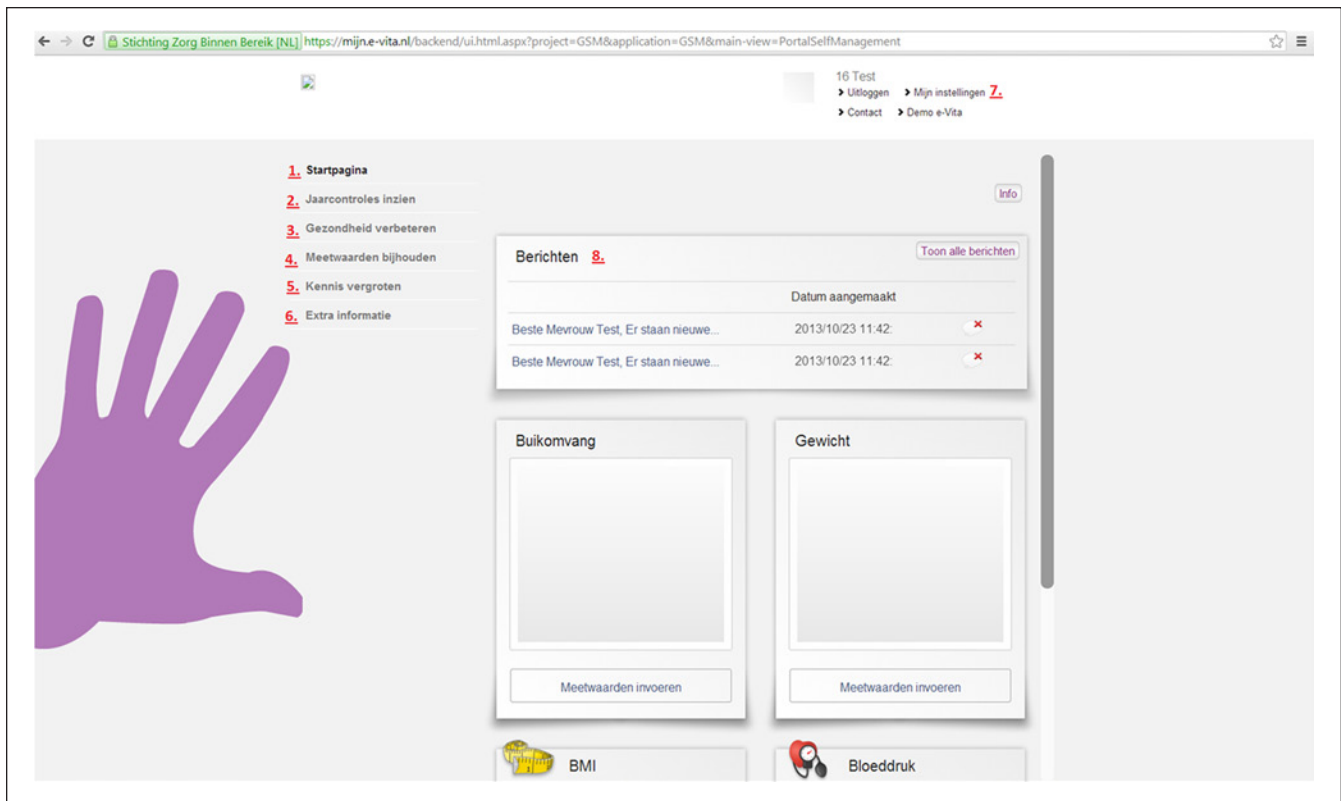 Stichting Zorg Binnen Bereik [NL] https://mijn.e-vita.nl/backend/ui.html.aspx?project=GSM&application=GSM&main-view=PortalSelfManagement
16 Test
Uitloggen Mijn instellingen 7.
Contact Demo e-Vita
1. Startpagina
2. Jaarcontroles inzien
3. Gezondheid verbeteren
4. Meetwaarden bijhouden
5. Kennis vergroten
6. Extra informatie
Info
Berichten 8. Toon alle berichten
Datum aangemaakt
Beste Mevrouw Test, Er staan nieuwe... 2013/10/23 11:42:
Beste Mevrouw Test, Er staan nieuwe... 2013/10/23 11:42:
Buikomvang Gewicht
Meetwaarden invoeren Meetwaarden invoeren
BMI Bloeddruk